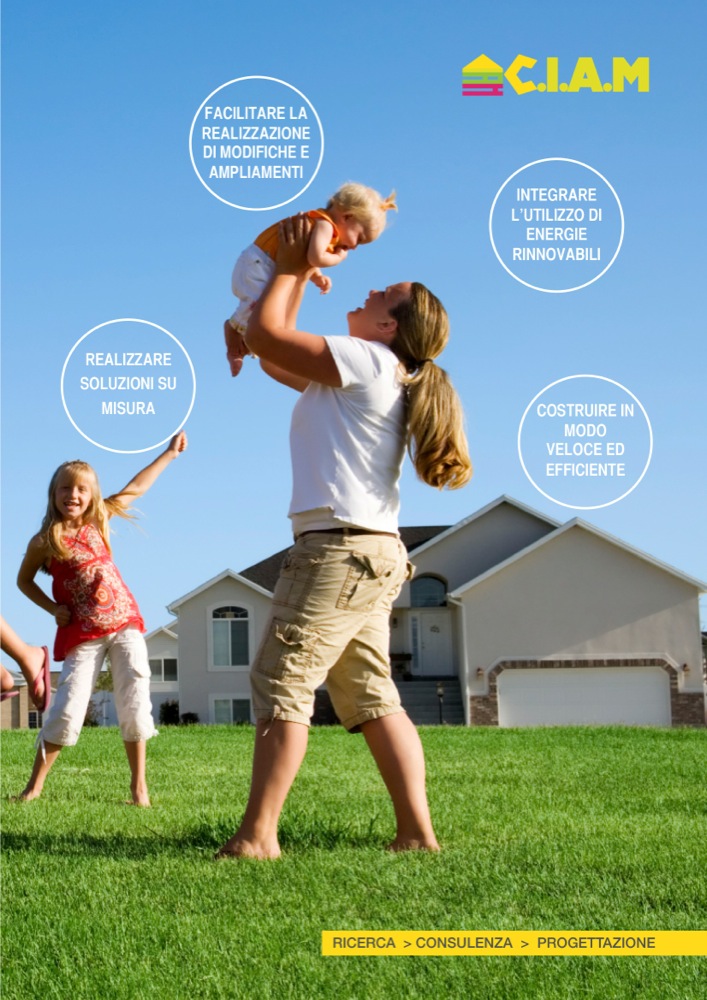 C.I.A.M
FACILITARE LA
REALIZZAZIONE
DI MODIFICHE E
AMPLIAMENTI
INTEGRARE
L'UTILIZZO DI
ENERGIE
RINNOVABILI
REALIZZARE
SOLUZIONI SU
MISURA
COSTRUIRE IN
MODO
VELOCE ED
EFFICIENTE
RICERCA > CONSULENZA > PROGETTAZIONE